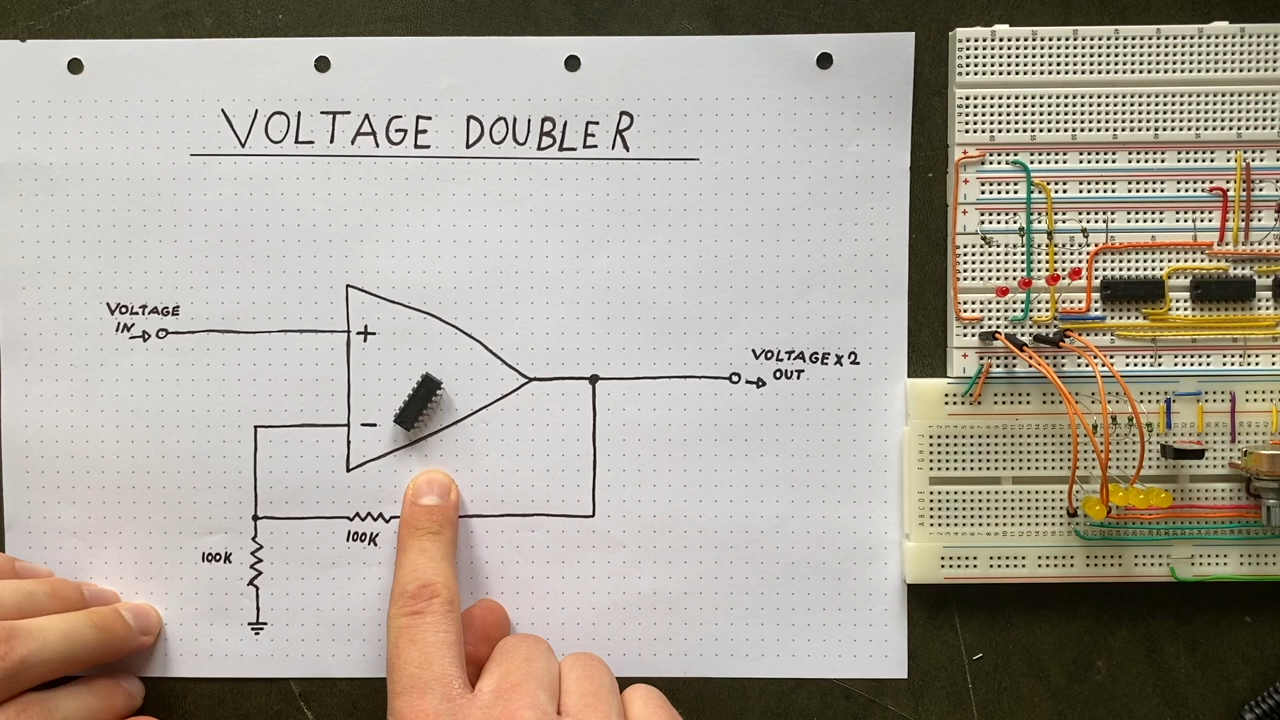 VOLTAGE DOUBLER
VOLTAGE
IN
+
-
100K
100K
VOLTAGE x 2
OUT